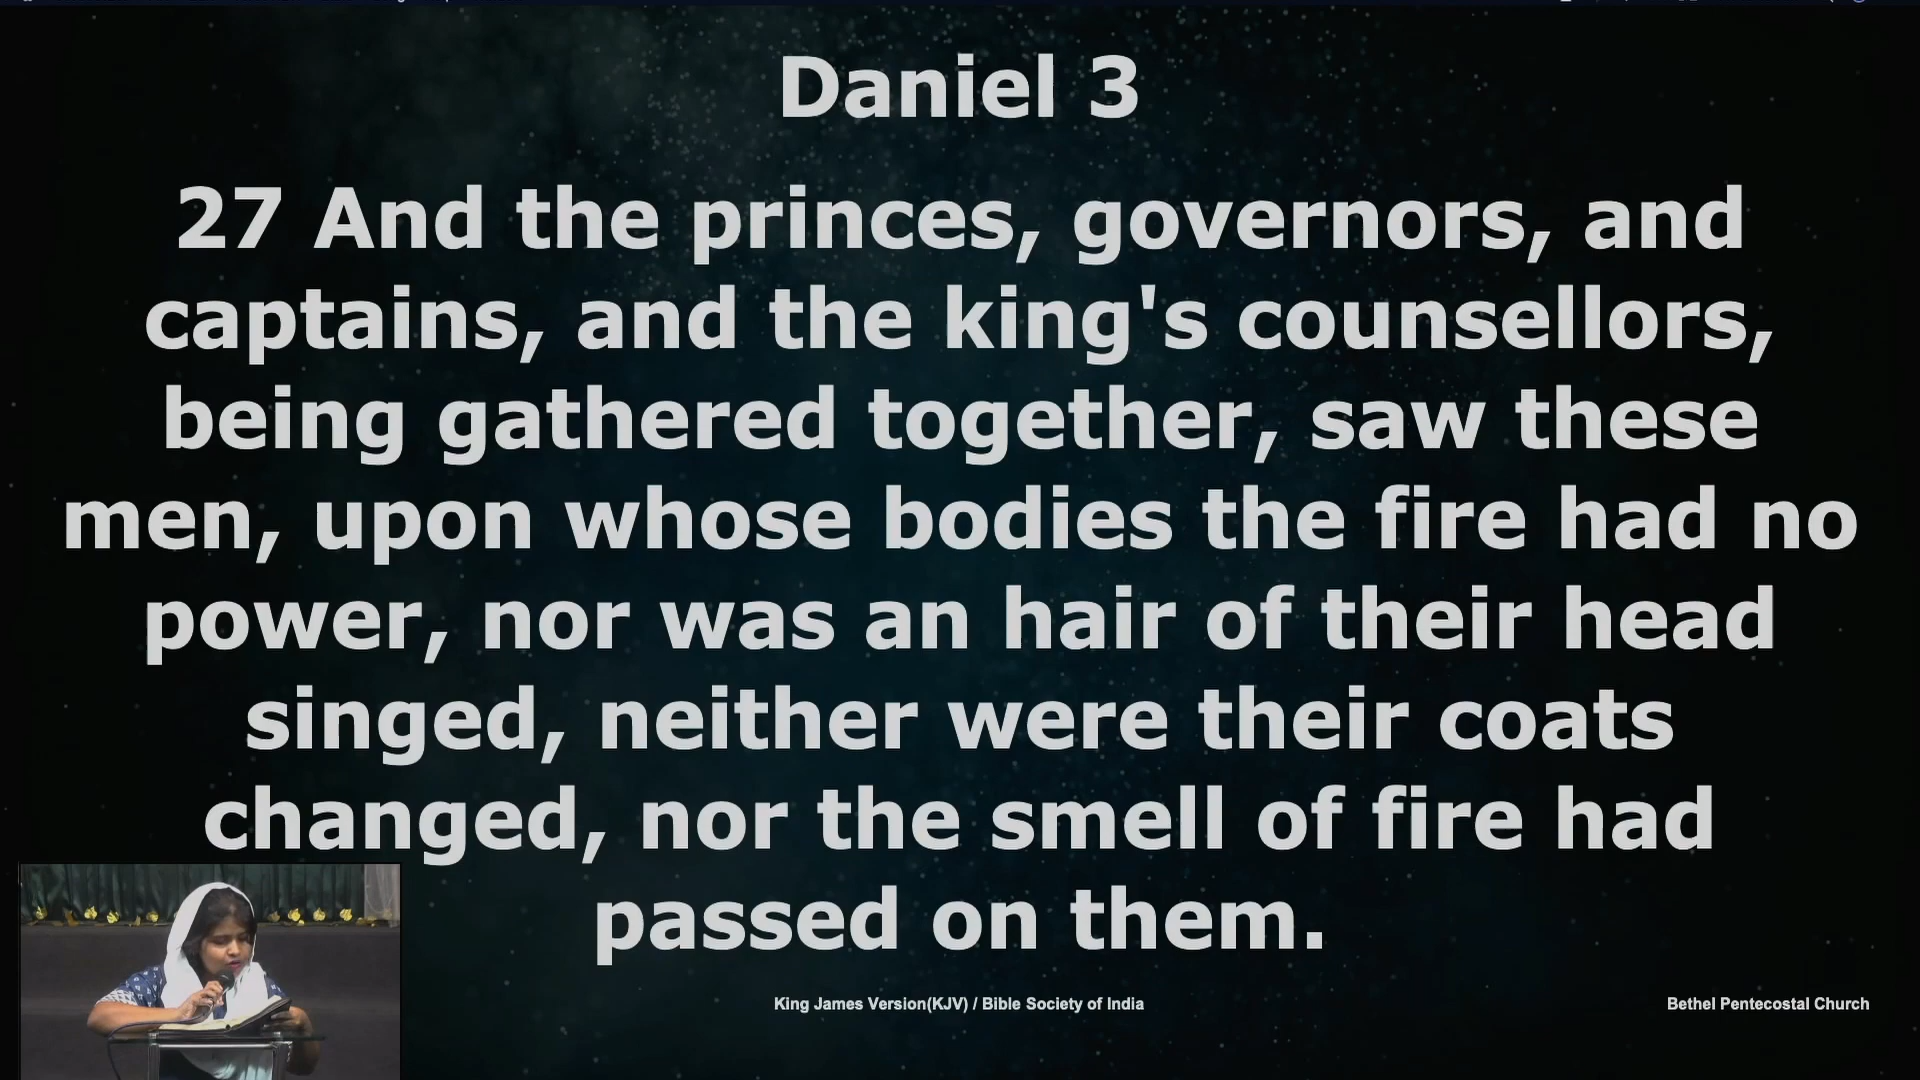 Daniel 3
27 And the princes, governors, and
captains, and the king's counsellors,
being gathered together, saw these
men, upon whose bodies the fire had no
power, nor was an hair of their head
singed, neither were their coats
changed, nor the smell of fire had
passed on them.
King James Version(KJV) / Bible Society of India
Bethel Pentecostal Church